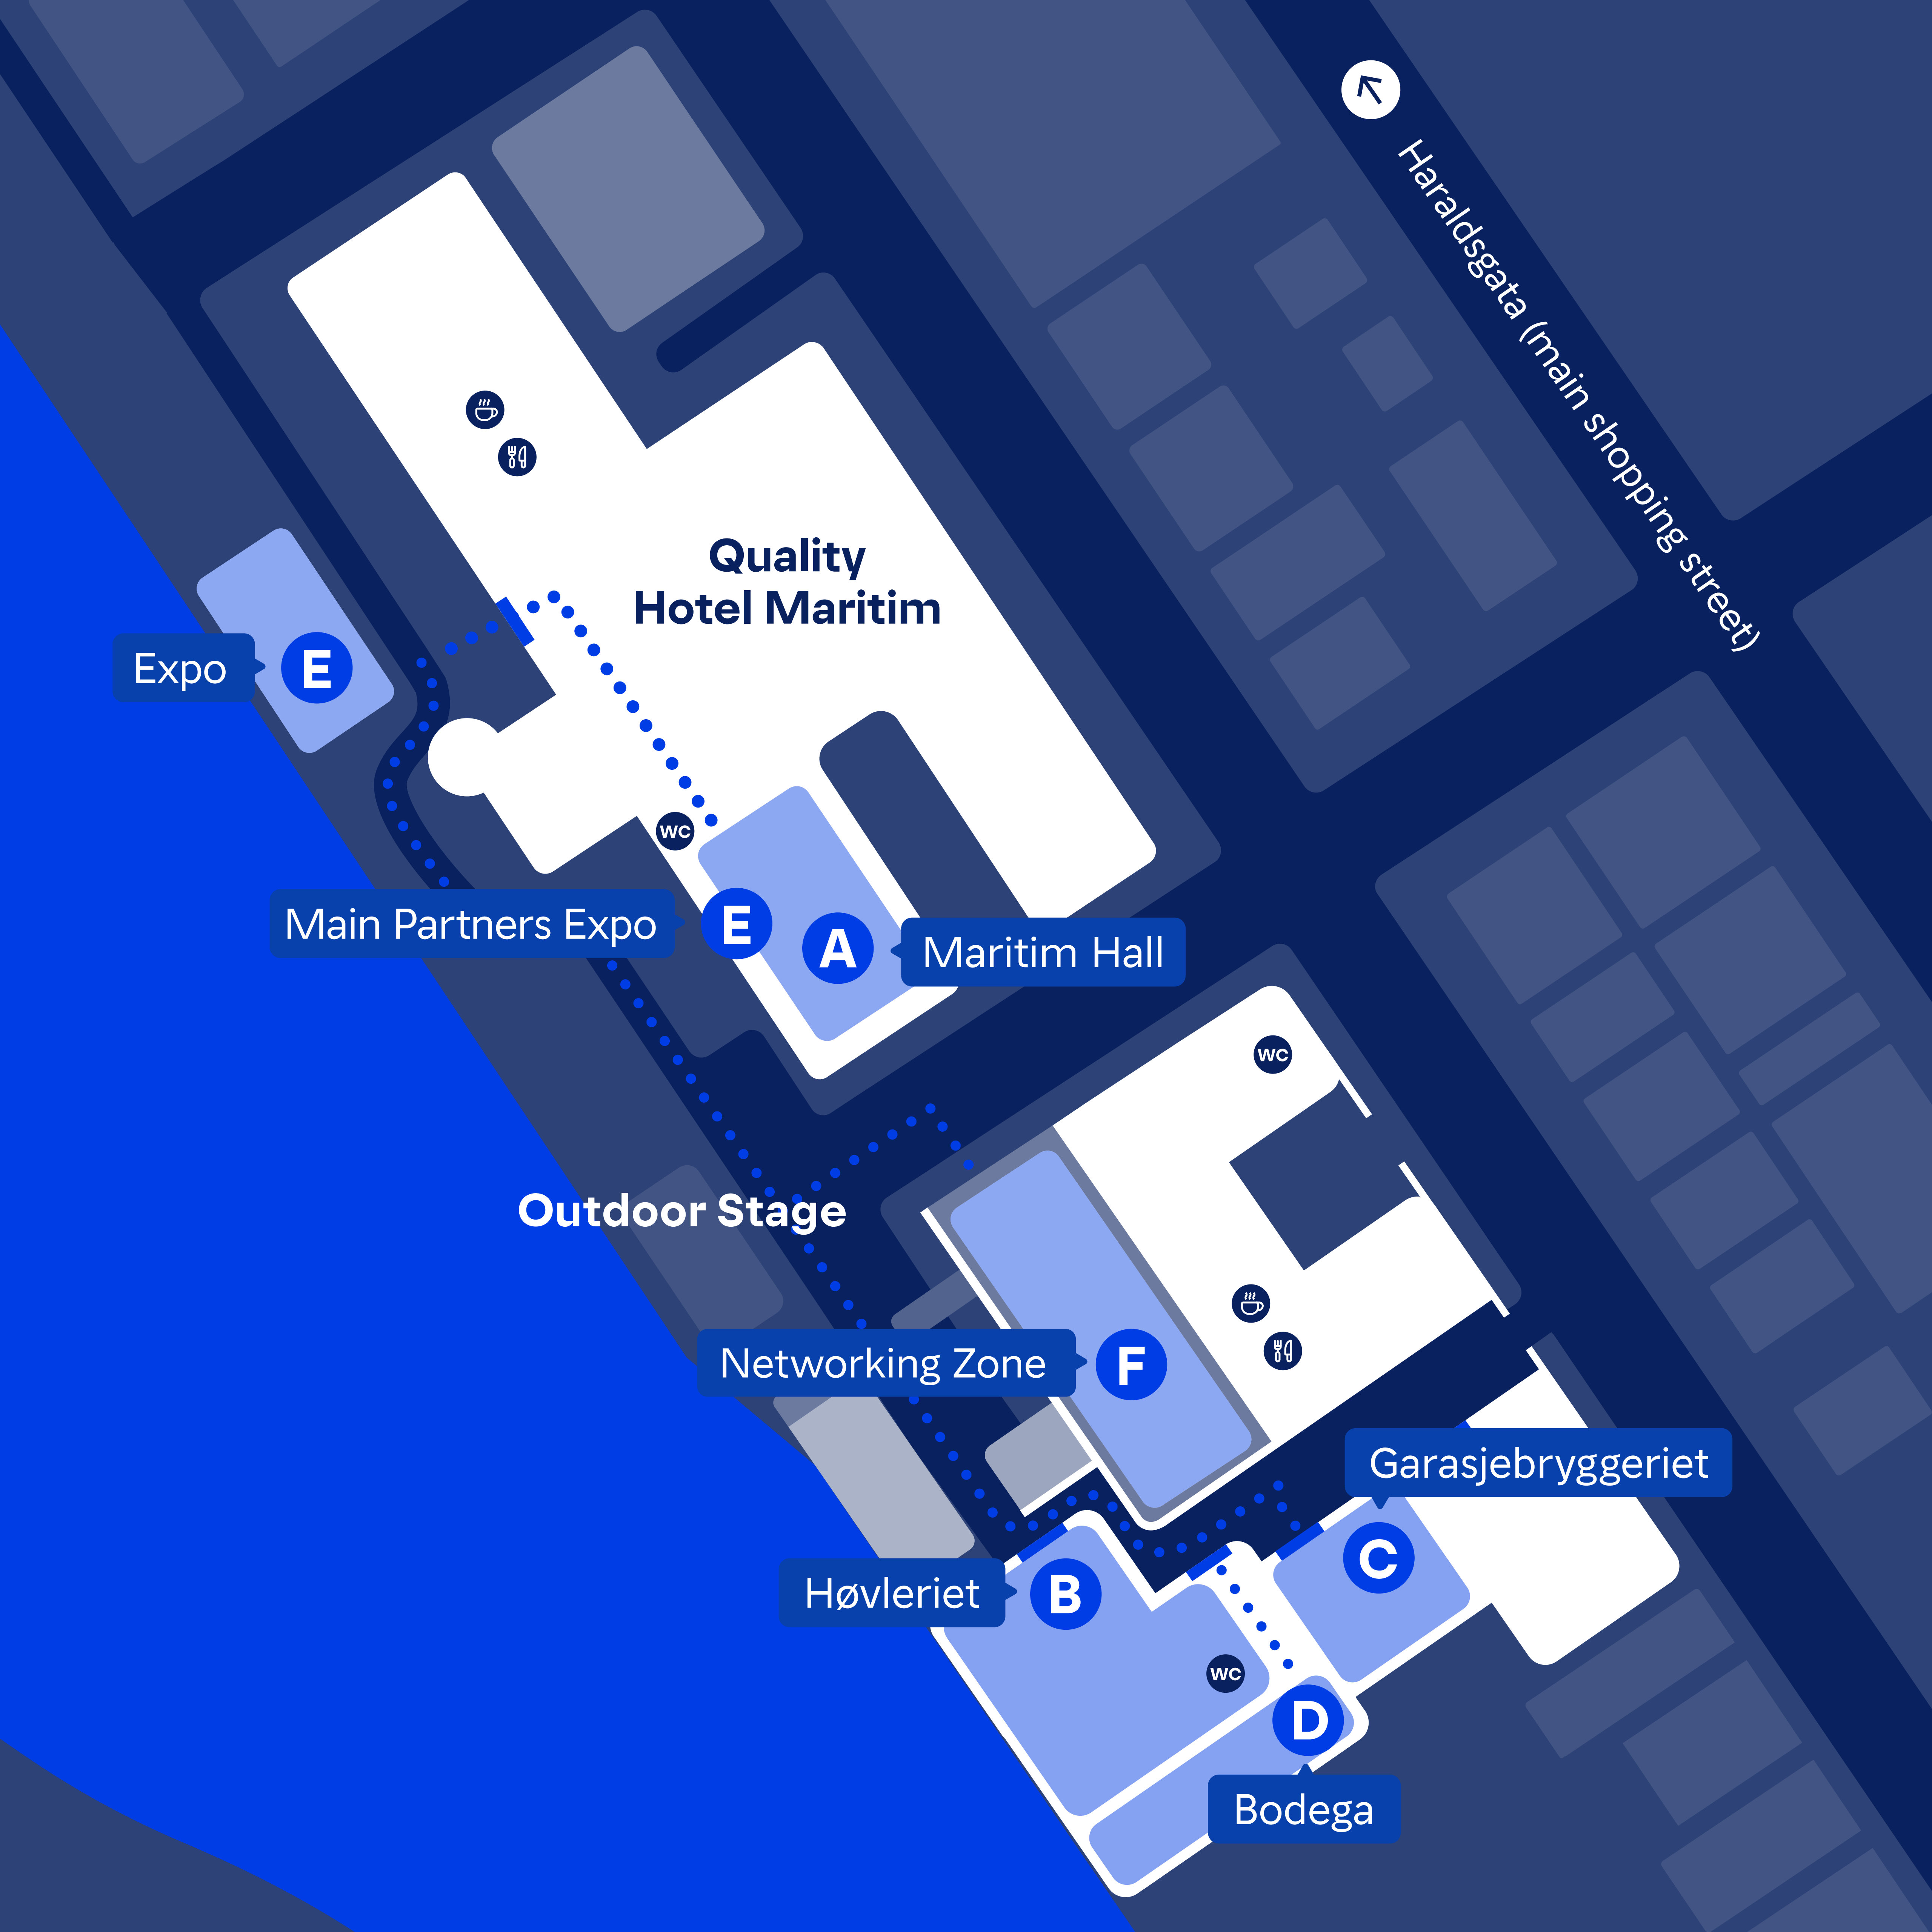 Haraldsgata (main shopping street)
Quality
Hotel Maritim
Expo
E
WC
Main Partners Expo
E
A
Maritim Hall
WC
Outdoor Stage
Networking Zone
F
Garasjebryggeriet
C
Høvleriet
B
WC
D
Bodega